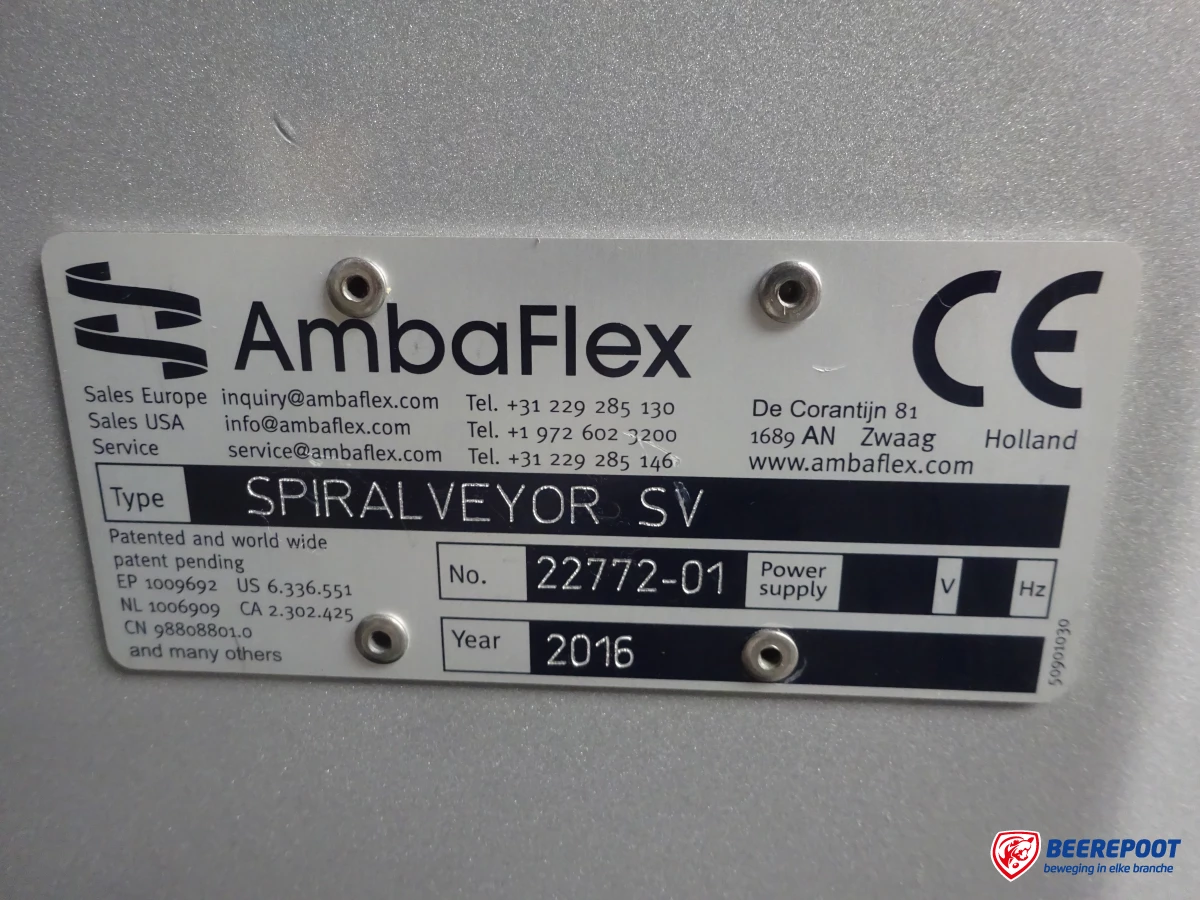 AmbaFlex
CE
Sales Europe inquiry@ambaflex.com Tel. +31 229 285 130 De Corantijn 81
Sales USA info@ambaflex.com Tel. +1 972 602 3200 1689 AN Zwaag Holland
Service service@ambaflex.com Tel. +31 229 285 146 www.ambaflex.com
Type SPIRALVEYOR SV
Patented and world wide
patent pending
EP 1009692 US 6.336.551
NL 1006909 CA 2.302.425
CN 98808801.0
and many others
No. 22772-01 Power supply V Hz
Year 2016
50901030
BEEREPOOT
beweging in elke branche